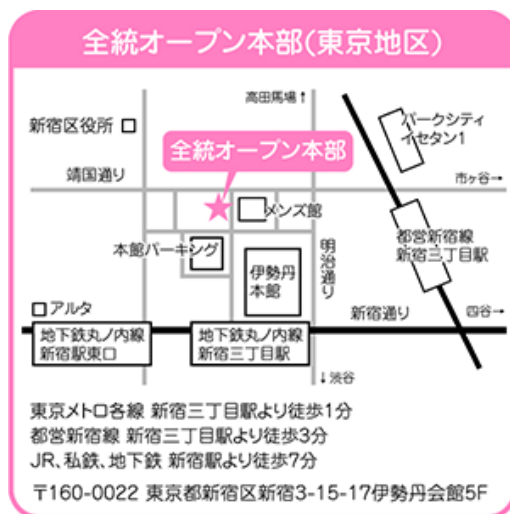 全統オープン本部(東京地区)
高田馬場↑
新宿区役所
パークシティ
イセタン1
全統オープン本部
靖国通り
市ヶ谷→
メンズ館
本館パーキング
都営新宿線
新宿三丁目駅
明治通り
伊勢丹
本館
アルタ
新宿通り
四谷→
地下鉄丸ノ内線
新宿駅東口
地下鉄丸ノ内線
新宿三丁目駅
↓渋谷
東京メトロ各線 新宿三丁目駅より徒歩1分
都営新宿線 新宿三丁目駅より徒歩3分
JR、私鉄、地下鉄 新宿駅より徒歩7分
〒160-0022 東京都新宿区新宿3-15-17伊勢丹会館5F